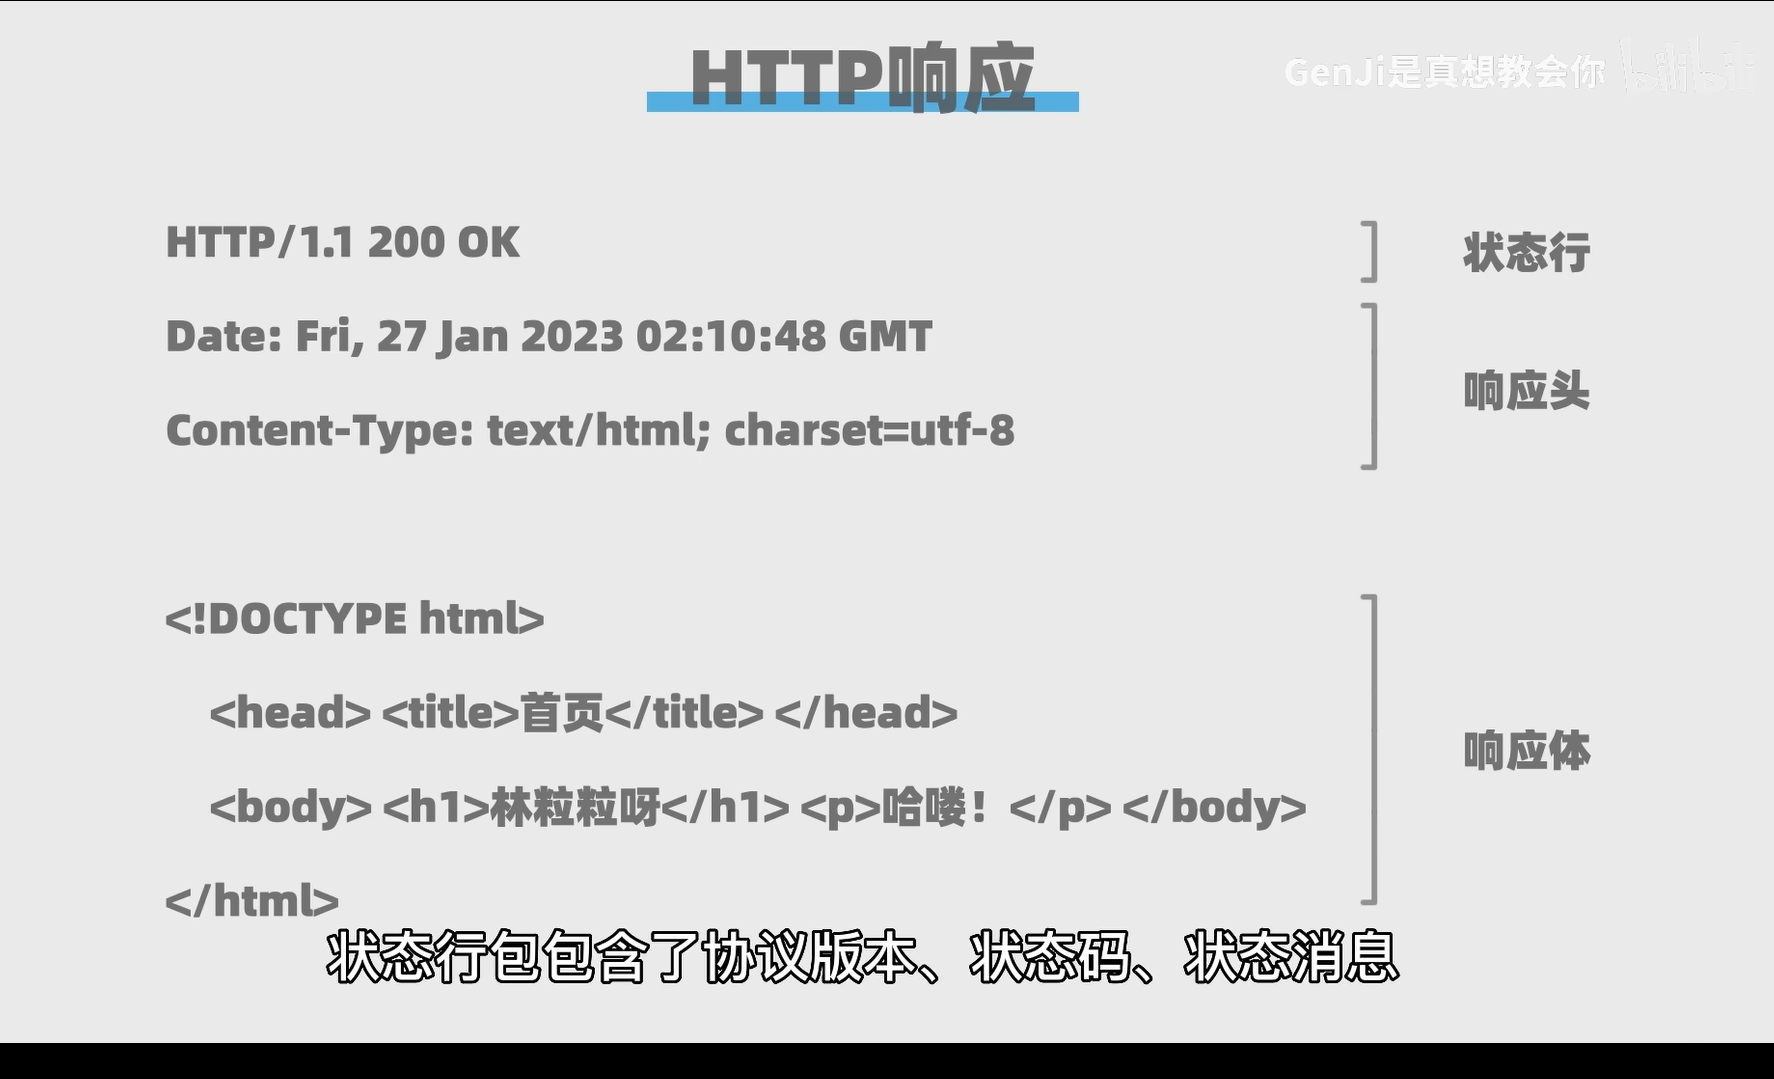 HTTP响应
GenJi是真想教会你 bilibili
HTTP/1.1 200 OK
状态行
Date: Fri, 27 Jan 2023 02:10:48 GMT
响应头
Content-Type: text/html; charset=utf-8
<!DOCTYPE html>
<head> <title>首页</title> </head>
响应体
<body> <h1>林粒粒呀</h1> <p>哈喽！</p> </body>
</html>
状态行包包含了协议版本、状态码、状态消息